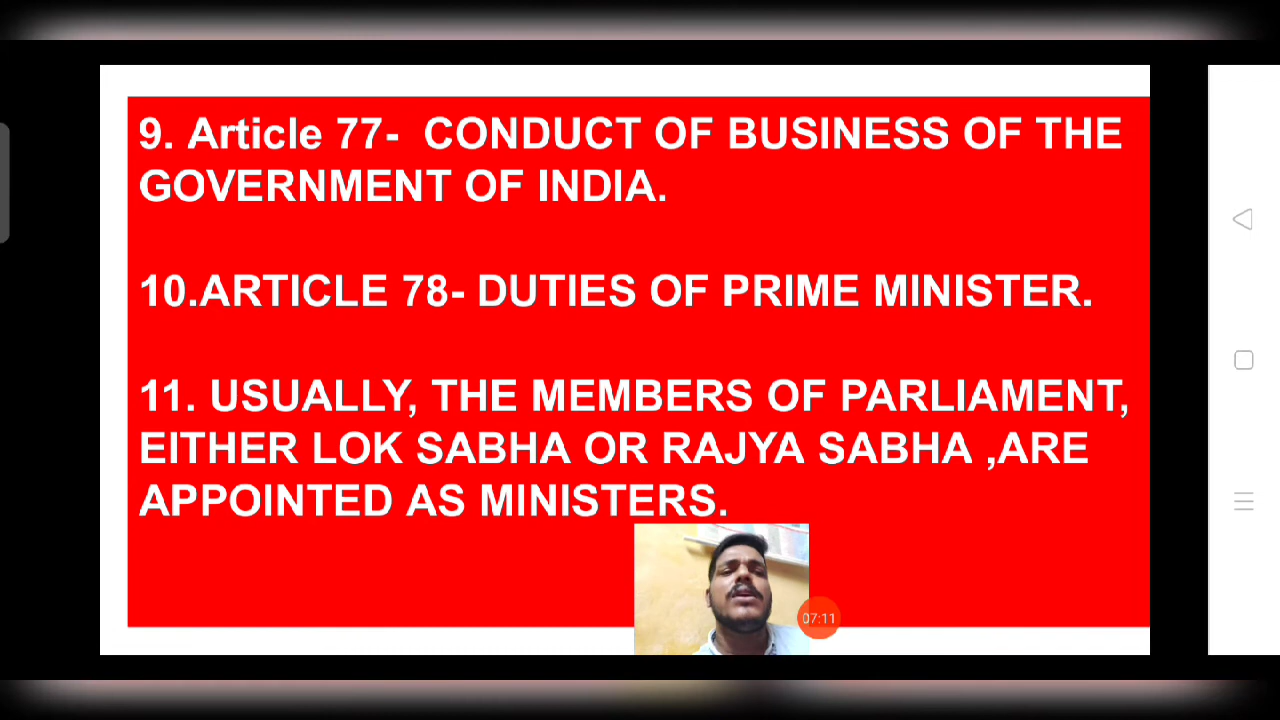 9. Article 77- CONDUCT OF BUSINESS OF THE
GOVERNMENT OF INDIA.
10.ARTICLE 78- DUTIES OF PRIME MINISTER.
11. USUALLY, THE MEMBERS OF PARLIAMENT,
EITHER LOK SABHA OR RAJYA SABHA ,ARE
APPOINTED AS MINISTERS.
07:11